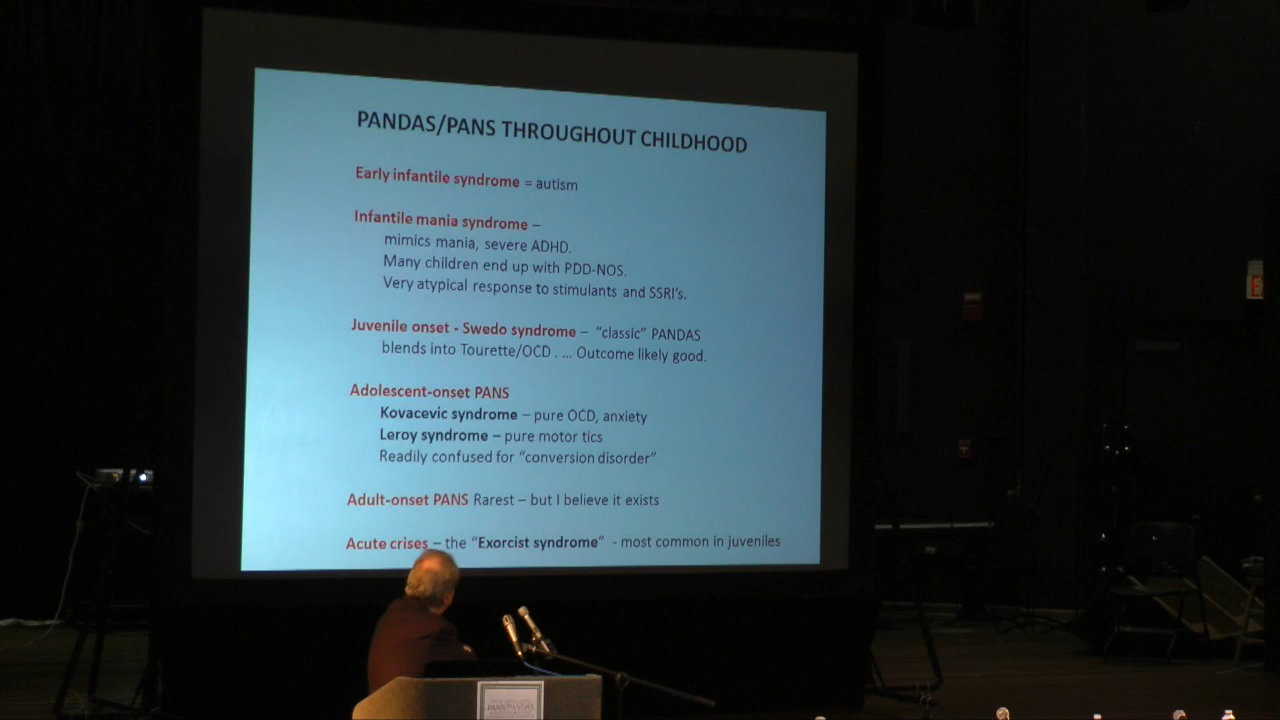 PANDAS/PANS THROUGHOUT CHILDHOOD
Early infantile syndrome = autism
Infantile mania syndrome –
mimics mania, severe ADHD.
Many children end up with PDD-NOS.
Very atypical response to stimulants and SSRI's.
Juvenile onset - Swedo syndrome – “classic” PANDAS
blends into Tourette/OCD . ... Outcome likely good.
Adolescent-onset PANS
Kovacevic syndrome – pure OCD, anxiety
Leroy syndrome – pure motor tics
Readily confused for “conversion disorder”
Adult-onset PANS Rarest – but I believe it exists
Acute crises – the “Exorcist syndrome” - most common in juveniles
PANS/PANDAS